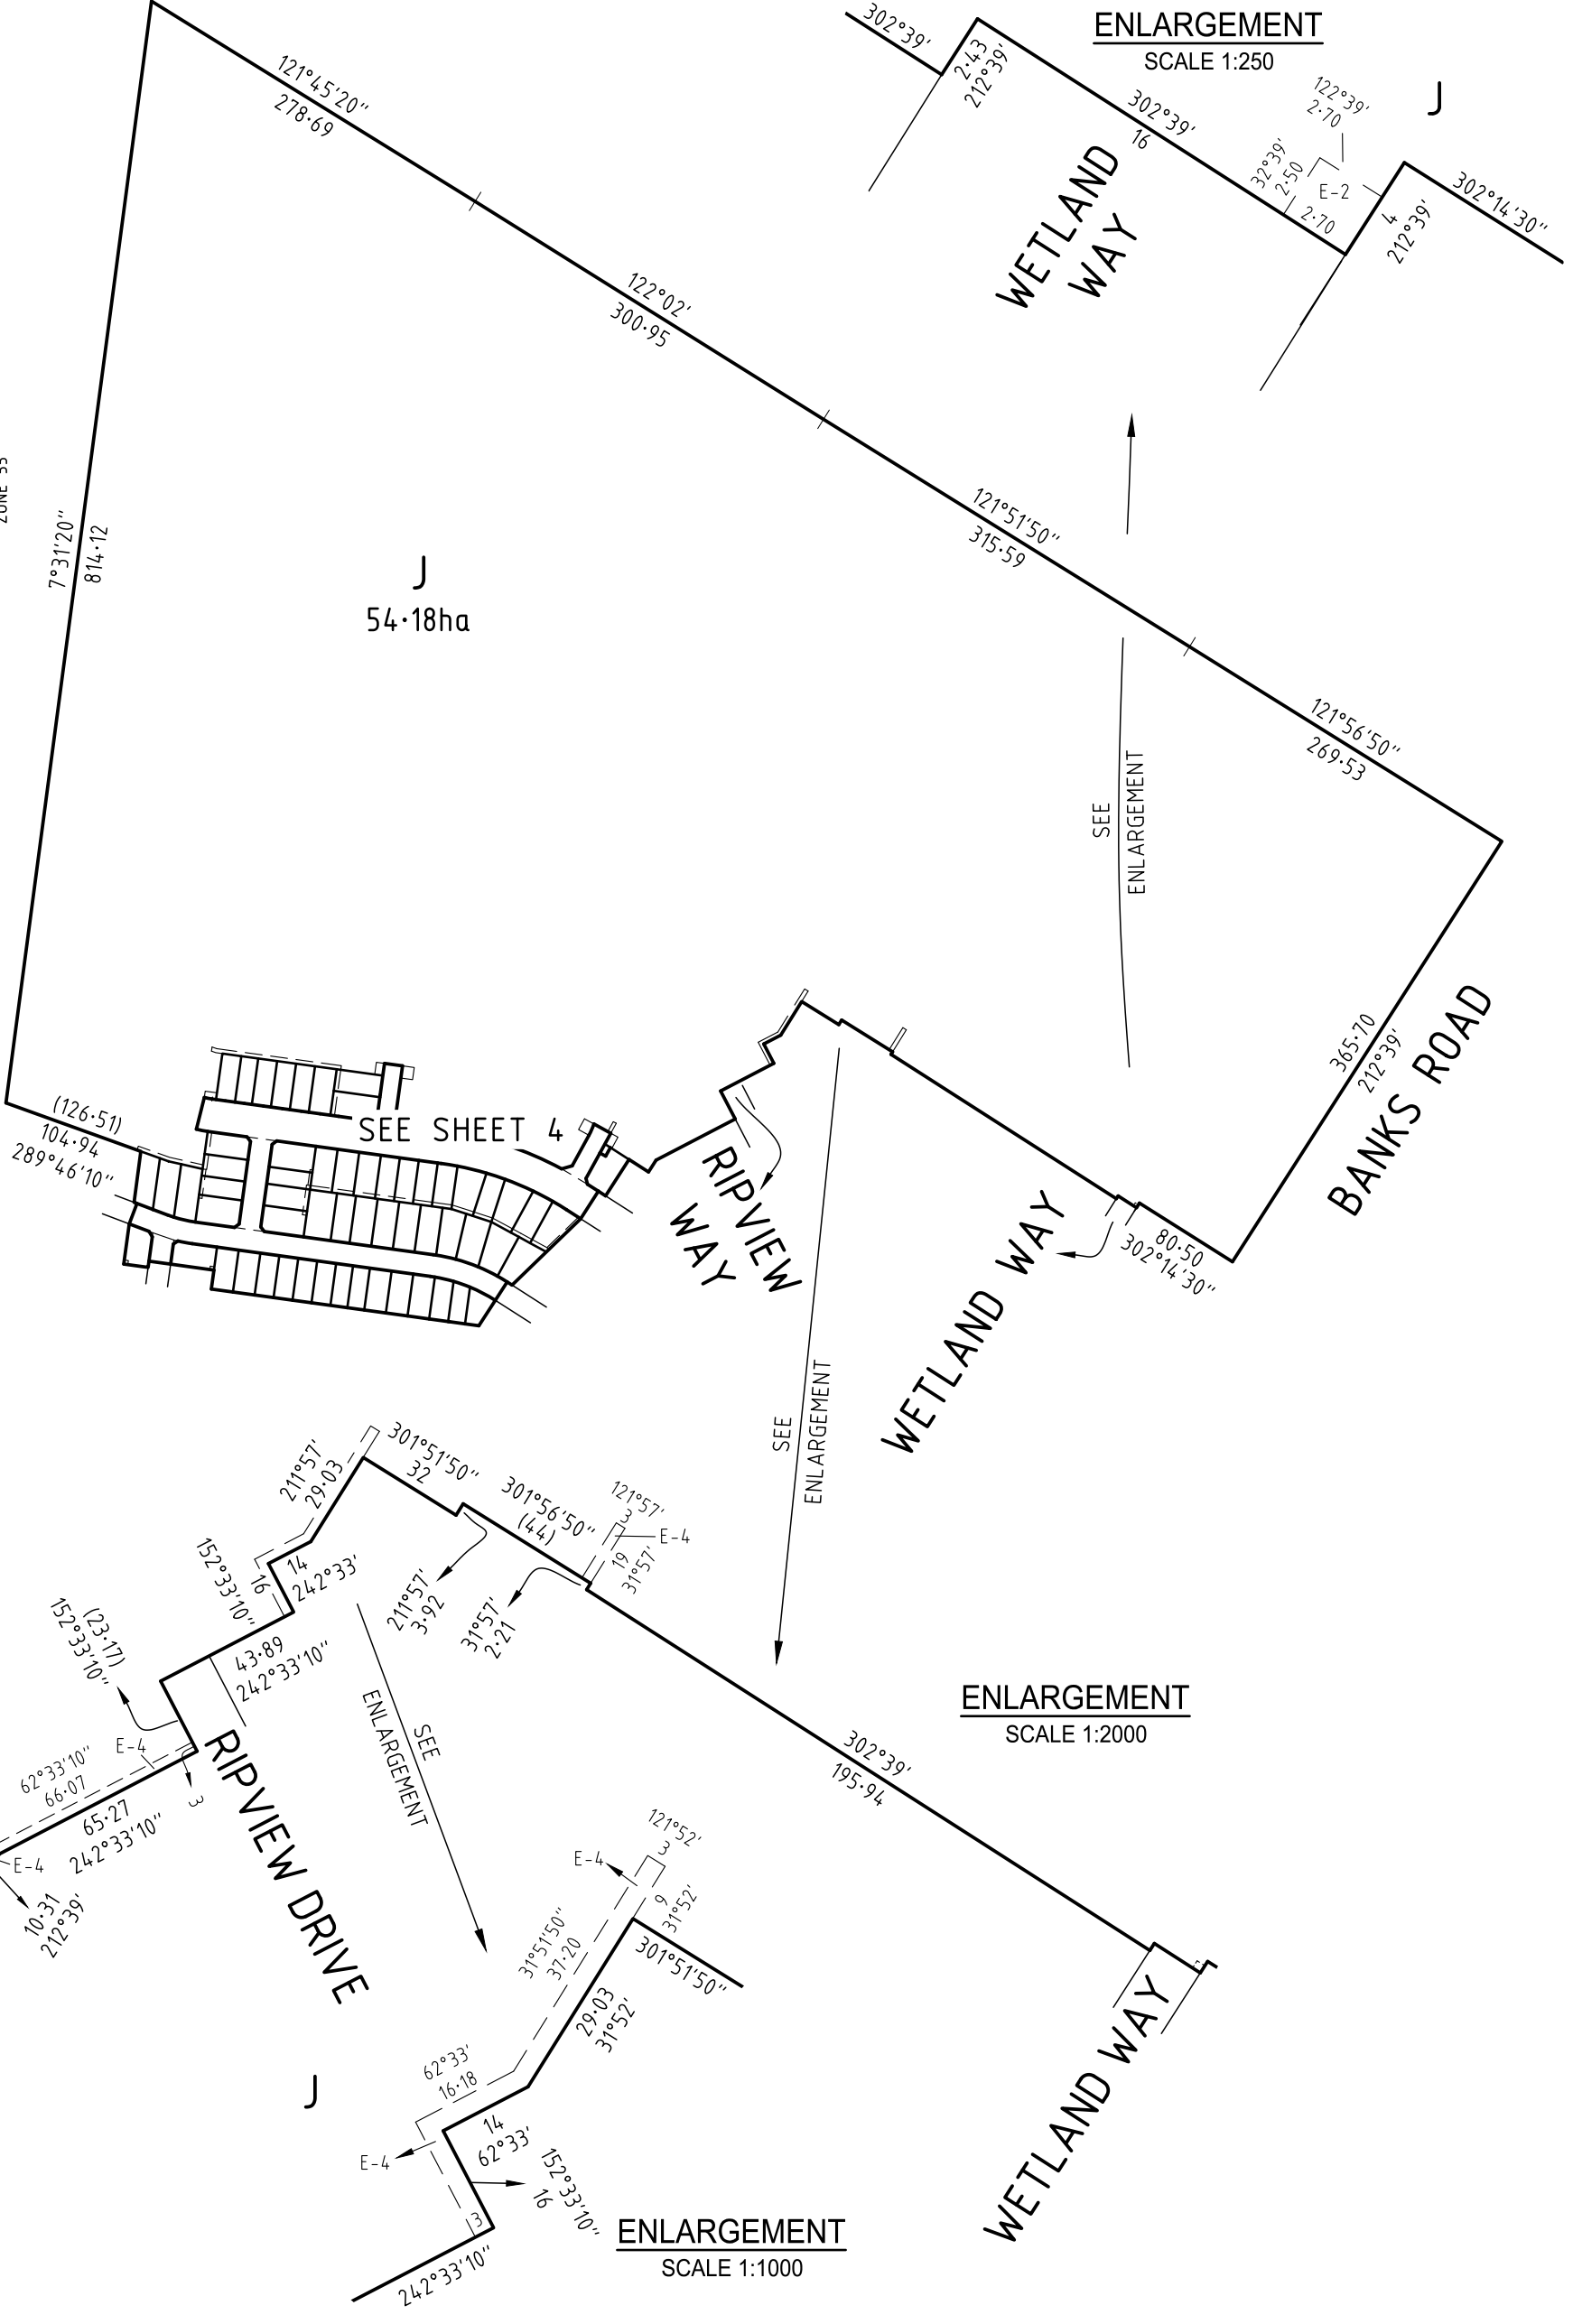 302°39'
2·43
212°39'
ENLARGEMENT
SCALE 1:250
122°39'
2·70
J
302°39'
16
32°39'
2·50
E-2
2·70
4
212°39'
302°14'30"
WETLAND
WAY
121°45'20"
278·69
122°02'
300·95
121°51'50"
315·59
121°56'50"
269·53
ZONE 35
7°31'20"
814·12
J
54·18ha
SEE
ENLARGEMENT
365·70
212°39'
BANKS ROAD
(126·51)
104·94
289°46'10"
SEE SHEET 4
RIPVIEW
WAY
WETLAND WAY
80·50
302°14'30"
SEE
ENLARGEMENT
211°57'
29·03
301°51'50"
32
301°56'50"
(44)
121°57'
3
E-4
19
31°57'
152°33'10"
16
14
242°33'
211°57'
3·92
31°57'
2·21
(23·17)
152°33'10"
43·89
242°33'10"
SEE
ENLARGEMENT
ENLARGEMENT
SCALE 1:2000
302°39'
195·94
E-4
62°33'10"
66·07
3
65·27
242°33'10"
E-4
10·31
212°39'
RIPVIEW DRIVE
121°52'
3
E-4
9
31°52'
31°51'50"
37·20
301°51'50"
29·03
31°52'
62°33'
16·18
J
14
62°33'
E-4
152°33'10"
16
3
242°33'10"
WETLAND WAY
ENLARGEMENT
SCALE 1:1000